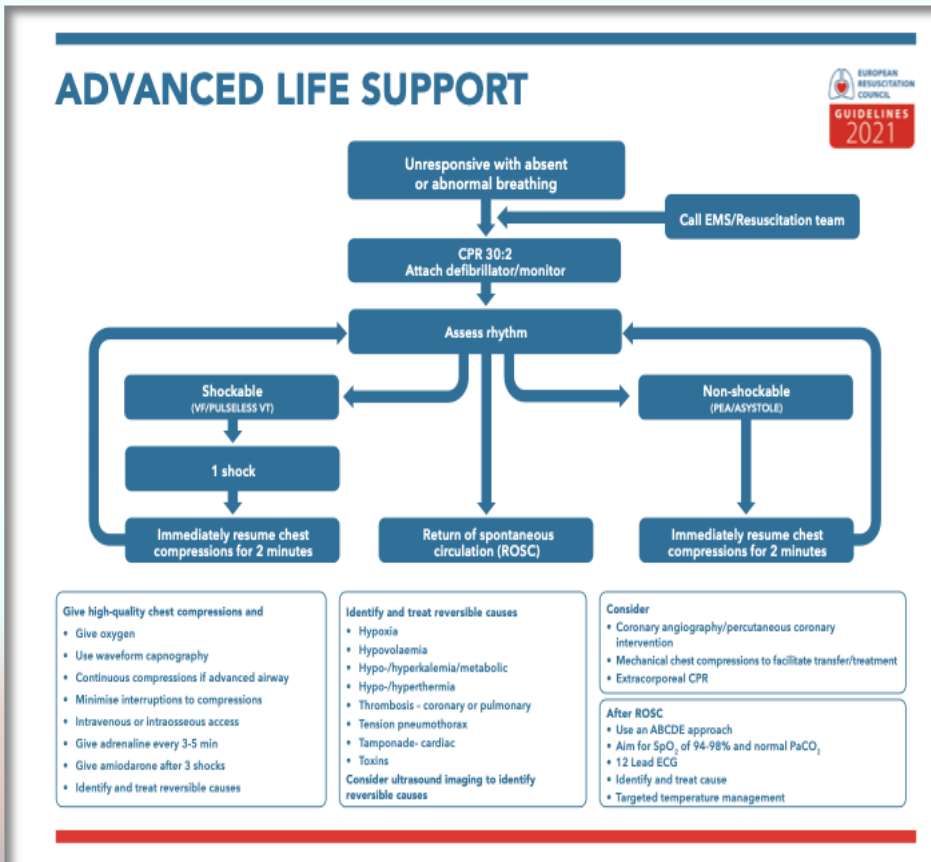 ADVANCED LIFE SUPPORT
EUROPEAN
RESUSCITATION
COUNCIL
GUIDELINES
2021
Unresponsive with absent
or abnormal breathing
Call EMS/Resuscitation team
CPR 30:2
Attach defibrillator/monitor
Assess rhythm
Shockable
(VF/PULSELESS VT)
Non-shockable
(PEA/ASYSTOLE)
1 shock
Immediately resume chest
compressions for 2 minutes
Return of spontaneous
circulation (ROSC)
Immediately resume chest
compressions for 2 minutes
Give high-quality chest compressions and
• Give oxygen
• Use waveform capnography
• Continuous compressions if advanced airway
• Minimise interruptions to compressions
• Intravenous or intraosseous access
• Give adrenaline every 3-5 min
• Give amiodarone after 3 shocks
• Identify and treat reversible causes
Identify and treat reversible causes
• Hypoxia
• Hypovolaemia
• Hypo-/hyperkalemia/metabolic
• Hypo-/hyperthermia
• Thrombosis – coronary or pulmonary
• Tension pneumothorax
• Tamponade- cardiac
• Toxins
Consider ultrasound imaging to identify
reversible causes
Consider
• Coronary angiography/percutaneous coronary
intervention
• Mechanical chest compressions to facilitate transfer/treatment
• Extracorporeal CPR
After ROSC
• Use an ABCDE approach
• Aim for SpO₂ of 94-98% and normal PaCO₂
• 12 Lead ECG
• Identify and treat cause
• Targeted temperature management